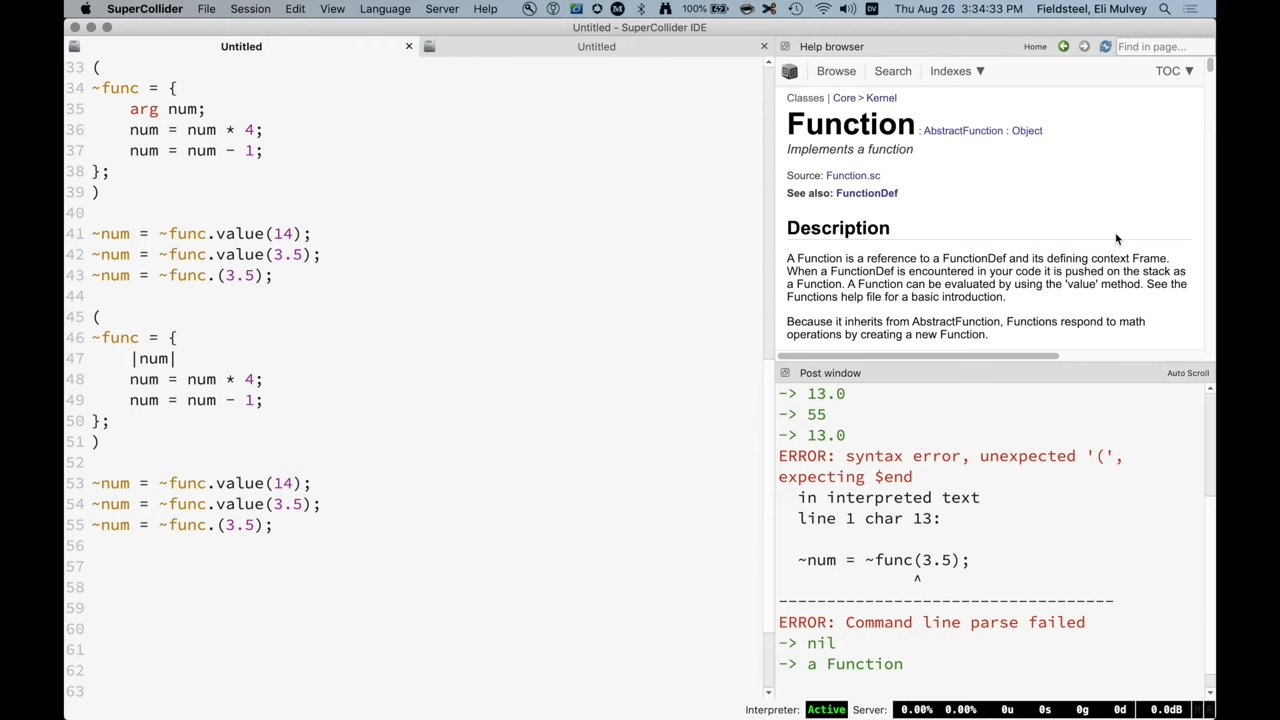 SuperCollider File Session Edit View Language Server Help 100% Thu Aug 26 3:34:33 PM Fieldsteel, Eli Mulvey
Untitled - SuperCollider IDE
Untitled
Untitled
33 (
34 ~func = {
35 arg num;
36 num = num * 4;
37 num = num - 1;
38 };
39 )
40
41 ~num = ~func.value(14);
42 ~num = ~func.value(3.5);
43 ~num = ~func.(3.5);
44
45 (
46 ~func = {
47 |num|
48 num = num * 4;
49 num = num - 1;
50 };
51 )
52
53 ~num = ~func.value(14);
54 ~num = ~func.value(3.5);
55 ~num = ~func.(3.5);
56
57
58
59
60
61
62
63
Help browser Home Find in page...
Browse Search Indexes ▼ TOC ▼
Classes | Core > Kernel
Function : AbstractFunction : Object
Implements a function
Source: Function.sc
See also: FunctionDef
Description
A Function is a reference to a FunctionDef and its defining context Frame.
When a FunctionDef is encountered in your code it is pushed on the stack as
a Function. A Function can be evaluated by using the 'value' method. See the
Functions help file for a basic introduction.
Because it inherits from AbstractFunction, Functions respond to math
operations by creating a new Function.
Post window Auto Scroll
-> 13.0
-> 55
-> 13.0
ERROR: syntax error, unexpected '(',
expecting $end
in interpreted text
line 1 char 13:
~num = ~func(3.5);
^
-----------------------------------
ERROR: Command line parse failed
-> nil
-> a Function
Interpreter: Active Server: 0.00% 0.00% 0u 0s 0g 0d 0.0dB